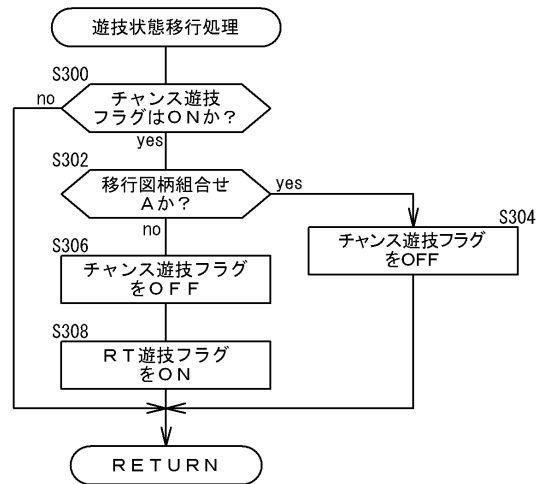 遊技状態移行処理
S300
チャンス遊技
フラグはＯＮか？
no
yes
S302
移行図柄組合せ
Ａか？
yes
no
S304
チャンス遊技フラグ
をOFF
S306
チャンス遊技フラグ
をＯＦＦ
S308
ＲＴ遊技フラグ
をＯＮ
ＲＥＴＵＲＮ